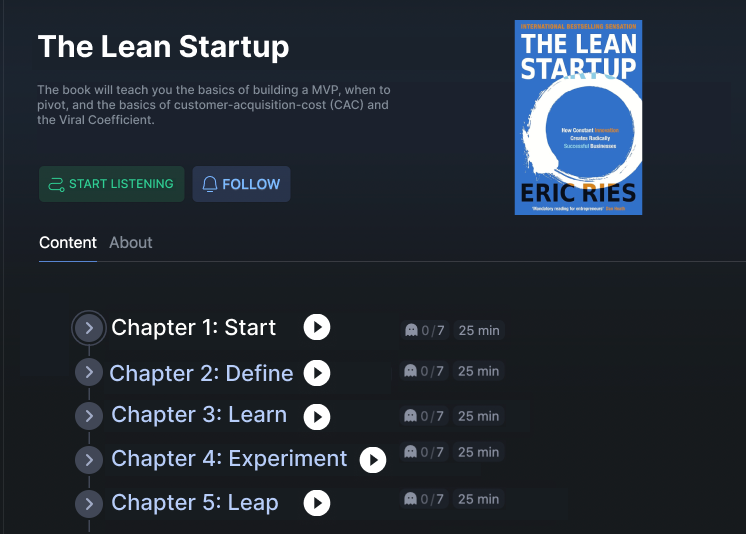 The Lean Startup
The book will teach you the basics of building a MVP, when to
pivot, and the basics of customer-acquisition-cost (CAC) and
the Viral Coefficient.
START LISTENING
FOLLOW
INTERNATIONAL BESTSELLING SENSATION
THE LEAN
STARTUP
How Constant Innovation
Creates Radically
Successful Businesses
ERIC RIES
'Mandatory reading for entrepreneurs'
Content About
Chapter 1: Start 0/7 25 min
Chapter 2: Define 0/7 25 min
Chapter 3: Learn 0/7 25 min
Chapter 4: Experiment 0/7 25 min
Chapter 5: Leap 0/7 25 min